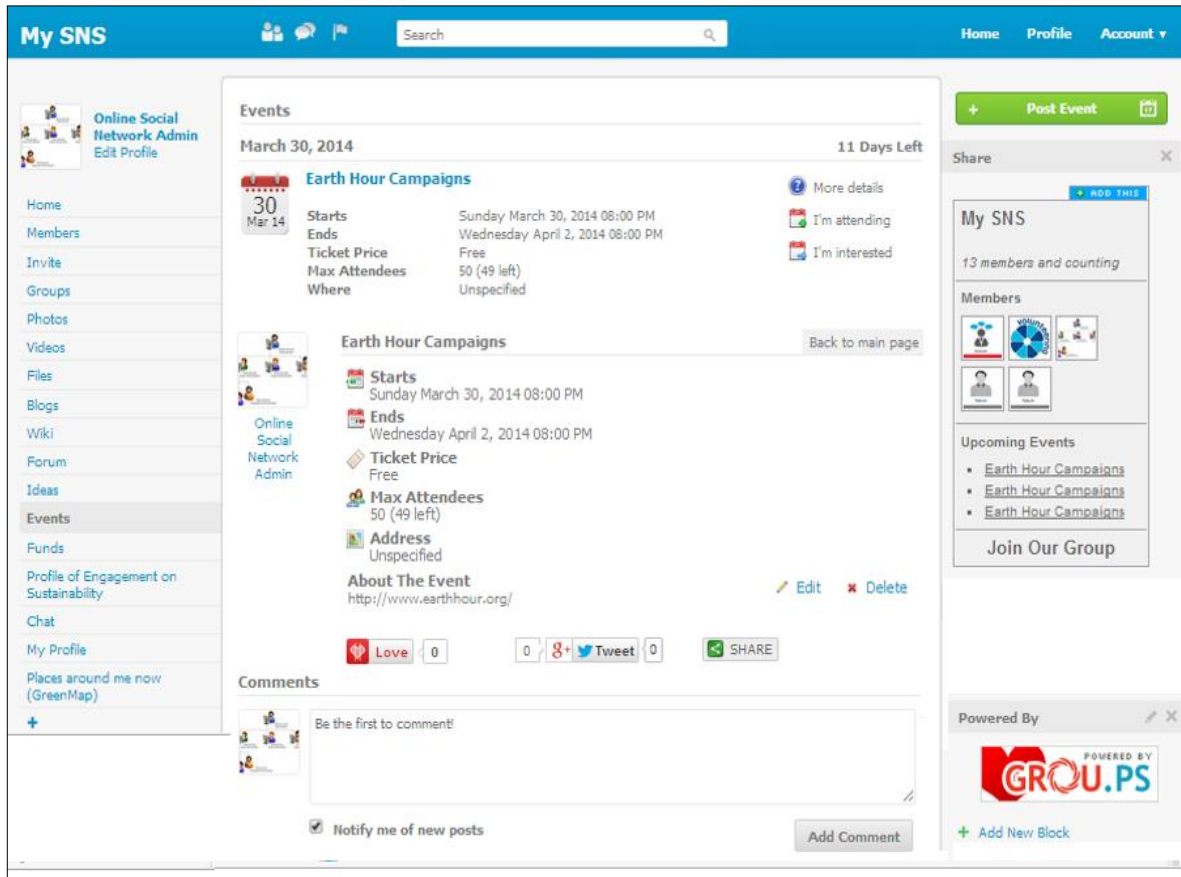 My SNS
Search
Home Profile Account ▾
Online Social
Network Admin
Edit Profile
Home
Members
Invite
Groups
Photos
Videos
Files
Blogs
Wiki
Forum
Ideas
Events
Funds
Profile of Engagement on
Sustainability
Chat
My Profile
Places around me now
(GreenMap)
+
Events
March 30, 2014 11 Days Left
30
Mar 14
Earth Hour Campaigns
Starts Sunday March 30, 2014 08:00 PM
Ends Wednesday April 2, 2014 08:00 PM
Ticket Price Free
Max Attendees 50 (49 left)
Where Unspecified
More details
I'm attending
I'm interested
Online
Social
Network
Admin
Earth Hour Campaigns Back to main page
Starts
Sunday March 30, 2014 08:00 PM
Ends
Wednesday April 2, 2014 08:00 PM
Ticket Price
Free
Max Attendees
50 (49 left)
Address
Unspecified
About The Event
http://www.earthhour.org/
Edit Delete
Love 0 0 g+ Tweet 0 SHARE
Comments
Be the first to comment!
Notify me of new posts
Add Comment
+ Post Event
Share
+ ADD THIS
My SNS
13 members and counting
Members
volunteering
Upcoming Events
• Earth Hour Campaigns
• Earth Hour Campaigns
• Earth Hour Campaigns
Join Our Group
Powered By
POWERED BY
GROU.PS
+ Add New Block